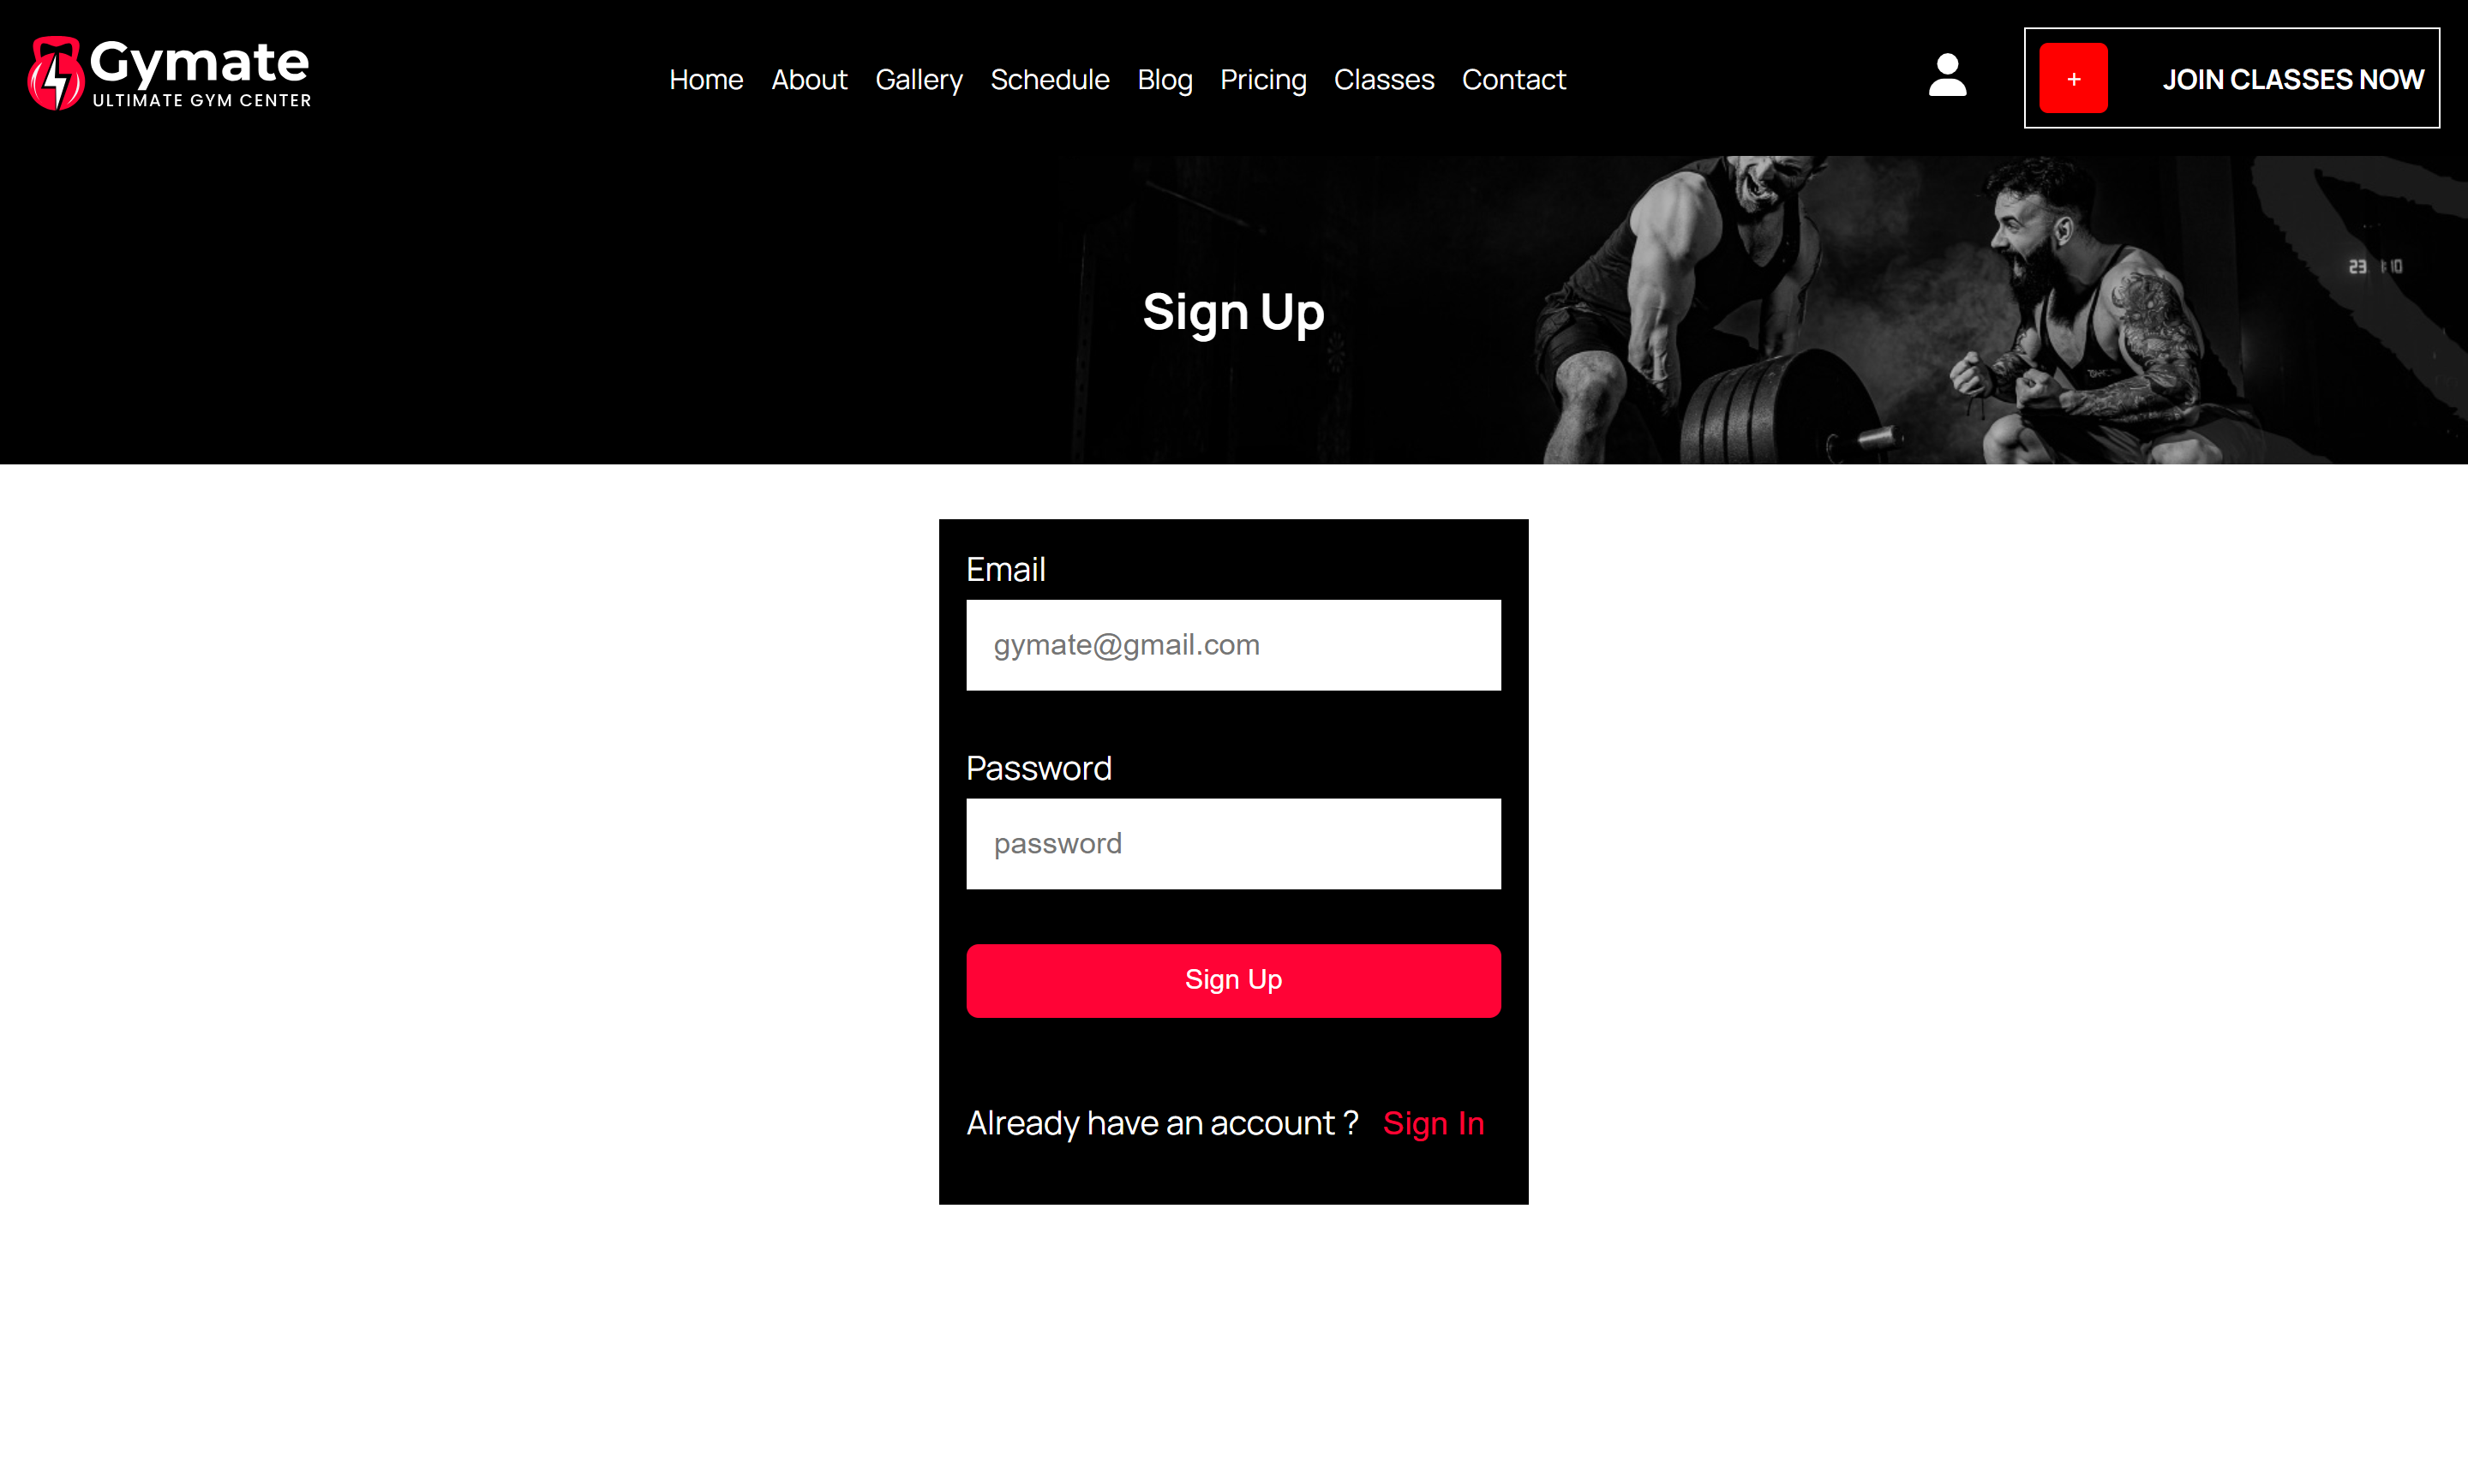 Gymate
ULTIMATE GYM CENTER
Home About Gallery Schedule Blog Pricing Classes Contact
+ JOIN CLASSES NOW
Sign Up
Email
gymate@gmail.com
Password
password
Sign Up
Already have an account ? Sign In